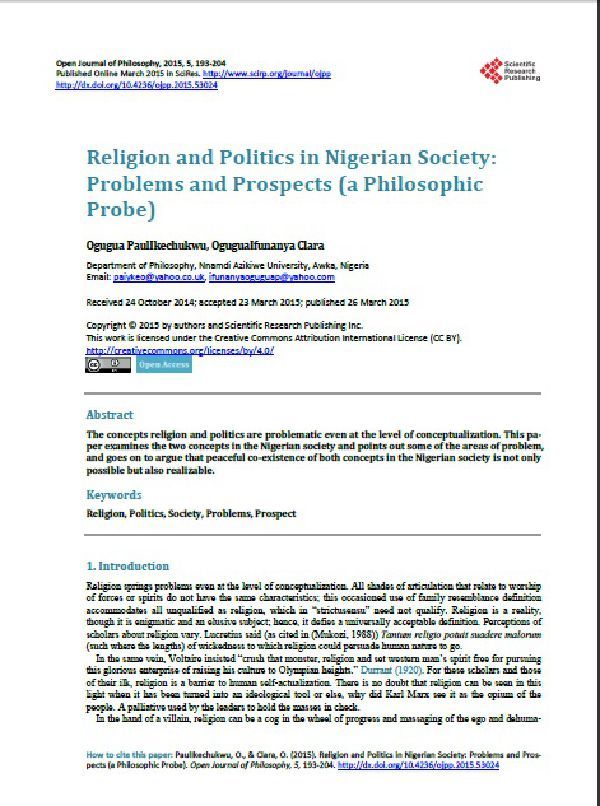 Open Journal of Philosophy, 2015, 5, 193-204
Published Online March 2015 in SciRes. http://www.scirp.org/journal/ojpp
http://dx.doi.org/10.4236/ojpp.2015.53024
Scientific
Research
Publishing
Religion and Politics in Nigerian Society:
Problems and Prospects (a Philosophic
Probe)
Ogugua Paulikechukwu, Oguguaifunanya Clara
Department of Philosophy, Nnamdi Azikiwe University, Awka, Nigeria
Email: paiykeo@yahoo.co.uk, ifunanyaoguguap@yahoo.com
Received 24 October 2014; accepted 23 March 2015; published 26 March 2015
Copyright © 2015 by authors and Scientific Research Publishing Inc.
This work is licensed under the Creative Commons Attribution International License (CC BY).
http://creativecommons.org/licenses/by/4.0/
Open Access
Abstract
The concepts religion and politics are problematic even at the level of conceptualization. This pa-
per examines the two concepts in the Nigerian society and points out some of the areas of problem,
and goes on to argue that peaceful co-existence of both concepts in the Nigerian society is not only
possible but also realizable.
Keywords
Religion, Politics, Society, Problems, Prospect
1. Introduction
Religion springs problems even at the level of conceptualization. All shades of articulation that relate to worship
of forces or spirits do not have the same characteristics; this occasioned use of family resemblance definition
accommodates all unqualified as religion, which in “strictusensu” need not qualify. Religion is a reality,
though it is enigmatic and an elusive subject; hence, it defies a universally acceptable definition. Perceptions of
scholars about religion vary. Lucretius said (as cited in (Mukozi, 1988)) Tantum religio potuit suadere malorum
(such where the lengths) of wickedness to which religion could persuade human nature to go.
In the same vein, Voltaire insisted “crush that monster, religion and set western man’s spirit free for pursuing
this glorious enterprise of raising his culture to Olympian heights.” Durrant (1920). For these scholars and those
of their ilk, religion is a barrier to human self-actualization. There is no doubt that religion can be seen in this
light when it has been turned into an ideological tool or else, why did Karl Marx see it as the opium of the
people. A palliative used by the leaders to hold the masses in check.
In the hand of a villain, religion can be a cog in the wheel of progress and massaging of the ego and dehuma-
How to cite this paper: Paulikechukwu, O., & Clara, O. (2015). Religion and Politics in Nigerian Society: Problems and Pros-
pects (a Philosophic Probe). Open Journal of Philosophy, 5, 193-204. http://dx.doi.org/10.4236/ojpp.2015.53024